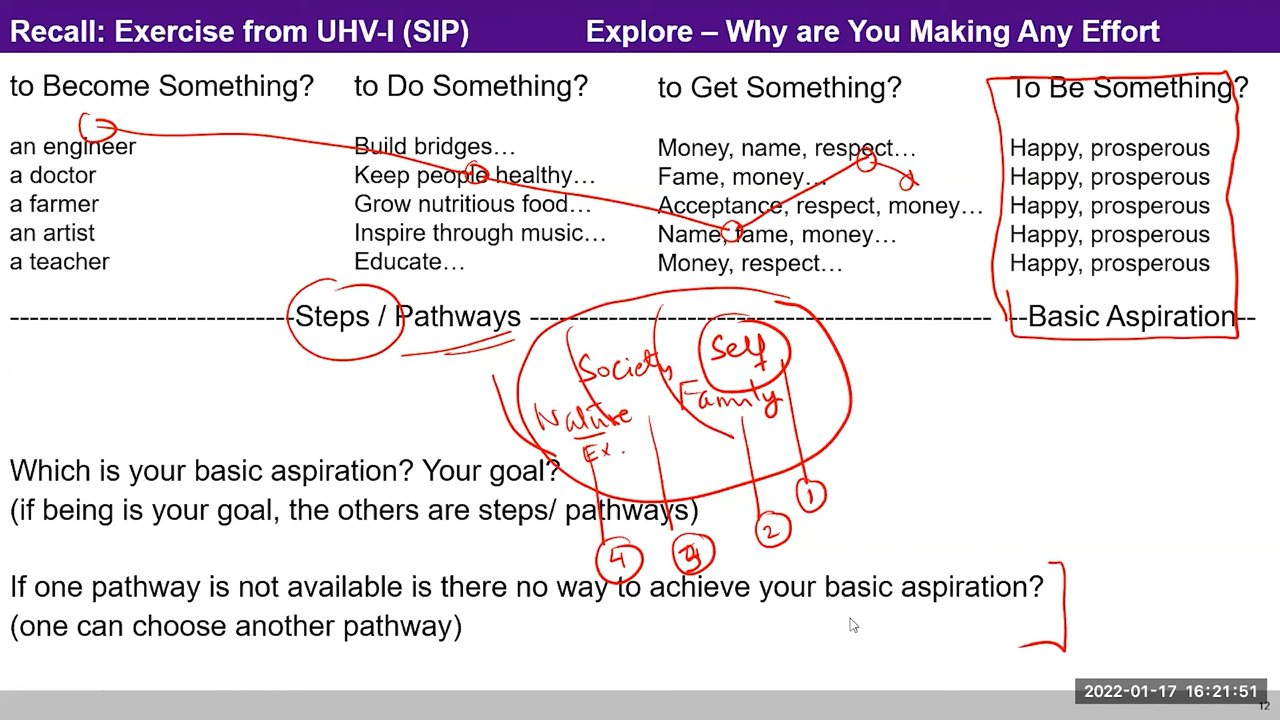 Recall: Exercise from UHV-I (SIP) Explore – Why are You Making Any Effort
to Become Something? to Do Something? to Get Something? To Be Something?
an engineer Build bridges… Money, name, respect… Happy, prosperous
a doctor Keep people healthy… Fame, money… Happy, prosperous
a farmer Grow nutritious food… Acceptance, respect, money… Happy, prosperous
an artist Inspire through music… Name, fame, money… Happy, prosperous
a teacher Educate… Money, respect… Happy, prosperous
Steps / Pathways Basic Aspiration
Self
Society
Family
Nature
Ex.
Which is your basic aspiration? Your goal?
(if being is your goal, the others are steps/ pathways)
1
2
3
4
If one pathway is not available is there no way to achieve your basic aspiration?
(one can choose another pathway)
2022-01-17 16:21:51
12